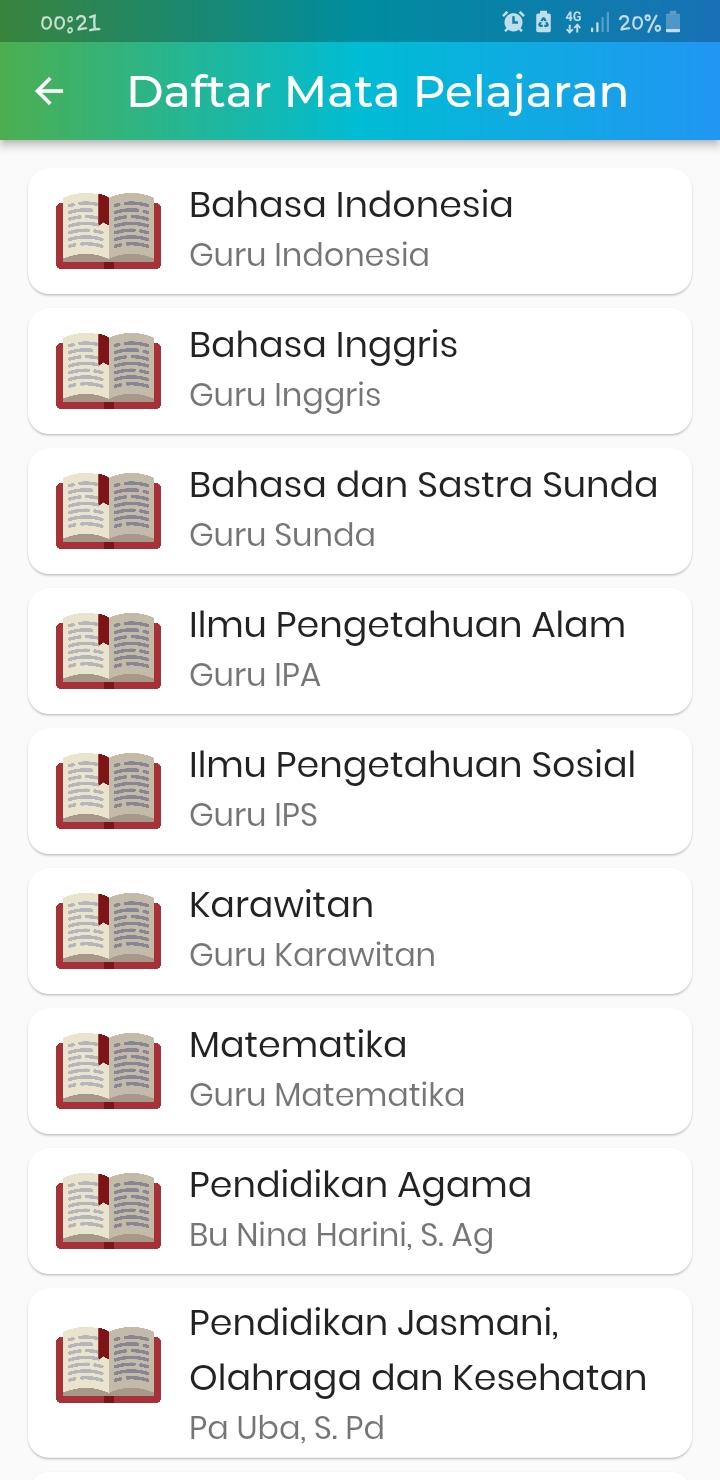 00:21
4G
20%
Daftar Mata Pelajaran
Bahasa Indonesia
Guru Indonesia
Bahasa Inggris
Guru Inggris
Bahasa dan Sastra Sunda
Guru Sunda
Ilmu Pengetahuan Alam
Guru IPA
Ilmu Pengetahuan Sosial
Guru IPS
Karawitan
Guru Karawitan
Matematika
Guru Matematika
Pendidikan Agama
Bu Nina Harini, S. Ag
Pendidikan Jasmani,
Olahraga dan Kesehatan
Pa Uba, S. Pd